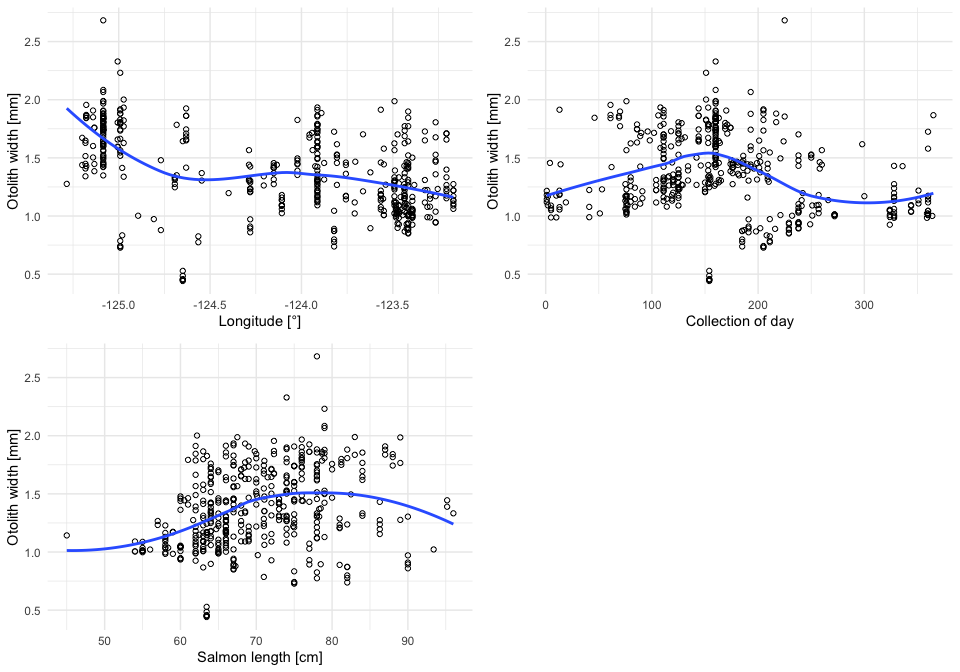 Otolith width [mm]
2.5
2.0
1.5
1.0
0.5
-125.0 -124.5 -124.0 -123.5
Longitude [°]
Otolith width [mm]
2.5
2.0
1.5
1.0
0.5
0 100 200 300
Collection of day
Otolith width [mm]
2.5
2.0
1.5
1.0
0.5
50 60 70 80 90
Salmon length [cm]